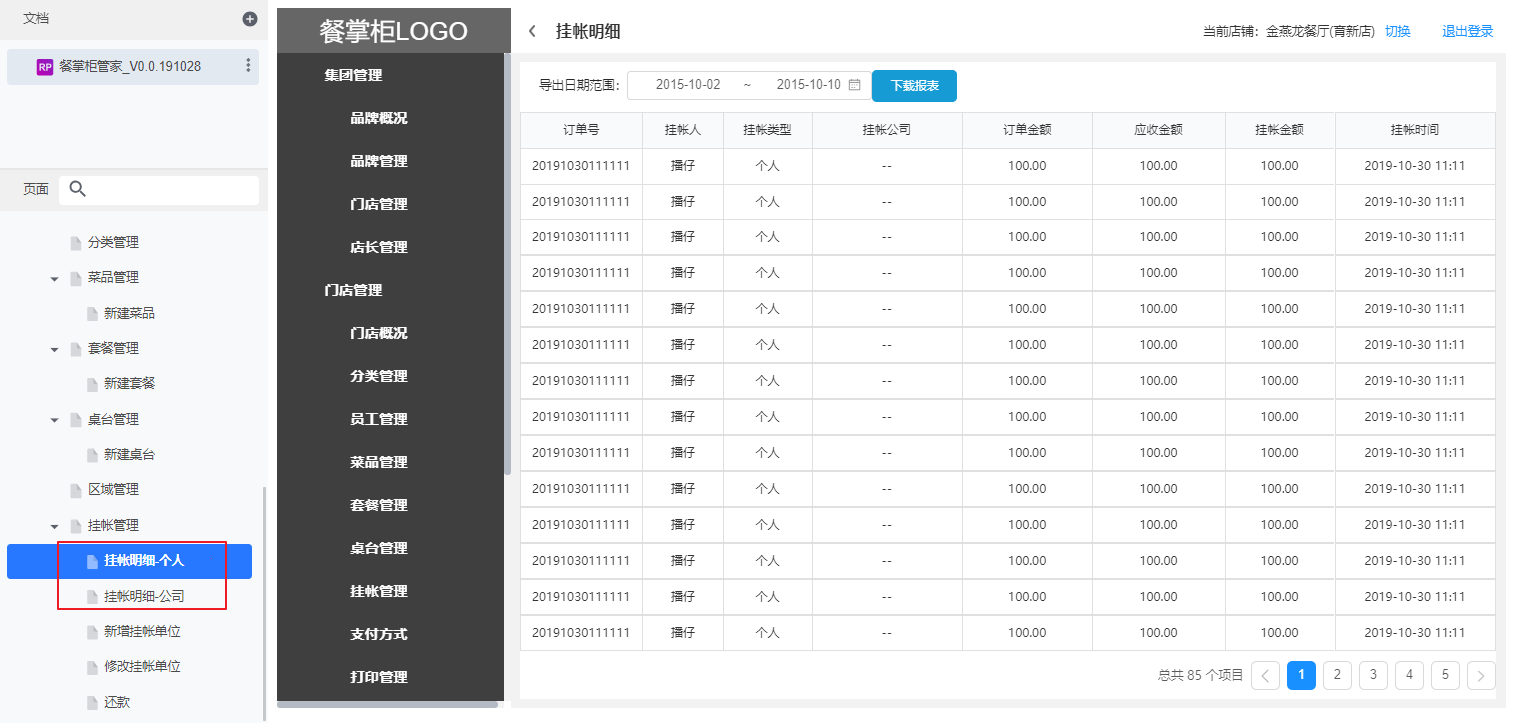 文档
餐掌柜管家_V0.0.191028
页面
分类管理
菜品管理
新建菜品
套餐管理
新建套餐
桌台管理
新建桌台
区域管理
挂帐管理
挂帐明细-个人
挂帐明细-公司
新增挂帐单位
修改挂帐单位
还款
餐掌柜LOGO
集团管理
品牌概况
品牌管理
门店管理
店长管理
门店管理
门店概况
分类管理
员工管理
菜品管理
套餐管理
桌台管理
挂帐管理
支付方式
打印管理
挂帐明细 当前店铺：金燕龙餐厅(育新店) 切换 退出登录
导出日期范围： 2015-10-02 ~ 2015-10-10 下载报表
订单号 挂帐人 挂帐类型 挂帐公司 订单金额 应收金额 挂帐金额 挂帐时间
20191030111111 播仔 个人 -- 100.00 100.00 100.00 2019-10-30 11:11
20191030111111 播仔 个人 -- 100.00 100.00 100.00 2019-10-30 11:11
20191030111111 播仔 个人 -- 100.00 100.00 100.00 2019-10-30 11:11
20191030111111 播仔 个人 -- 100.00 100.00 100.00 2019-10-30 11:11
20191030111111 播仔 个人 -- 100.00 100.00 100.00 2019-10-30 11:11
20191030111111 播仔 个人 -- 100.00 100.00 100.00 2019-10-30 11:11
20191030111111 播仔 个人 -- 100.00 100.00 100.00 2019-10-30 11:11
20191030111111 播仔 个人 -- 100.00 100.00 100.00 2019-10-30 11:11
20191030111111 播仔 个人 -- 100.00 100.00 100.00 2019-10-30 11:11
20191030111111 播仔 个人 -- 100.00 100.00 100.00 2019-10-30 11:11
20191030111111 播仔 个人 -- 100.00 100.00 100.00 2019-10-30 11:11
20191030111111 播仔 个人 -- 100.00 100.00 100.00 2019-10-30 11:11
20191030111111 播仔 个人 -- 100.00 100.00 100.00 2019-10-30 11:11
20191030111111 播仔 个人 -- 100.00 100.00 100.00 2019-10-30 11:11
总共 85 个项目 1 2 3 4 5